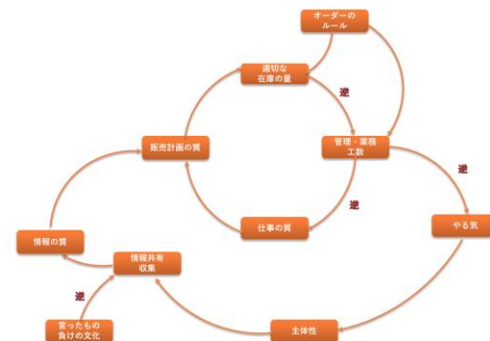 オーダーの
ルール
適切な
在庫の量
逆
販売計画の質
管理・業務
工数
逆
逆
仕事の質
やる気
情報の質
情報共有
収集
逆
言ったもの
負けの文化
主体性